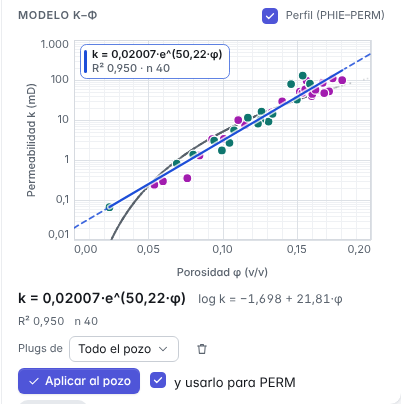 MODELO K–Φ
Perfil (PHIE–PERM)
k = 0,02007·e^(50,22·φ)
R² 0,950 · n 40
1.000
100
10
1
0,1
0,01
Permeabilidad k (mD)
0,00 0,05 0,10 0,15 0,20
Porosidad φ (v/v)
k = 0,02007·e^(50,22·φ) log k = −1,698 + 21,81·φ
R² 0,950 n 40
Plugs de Todo el pozo
Aplicar al pozo y usarlo para PERM